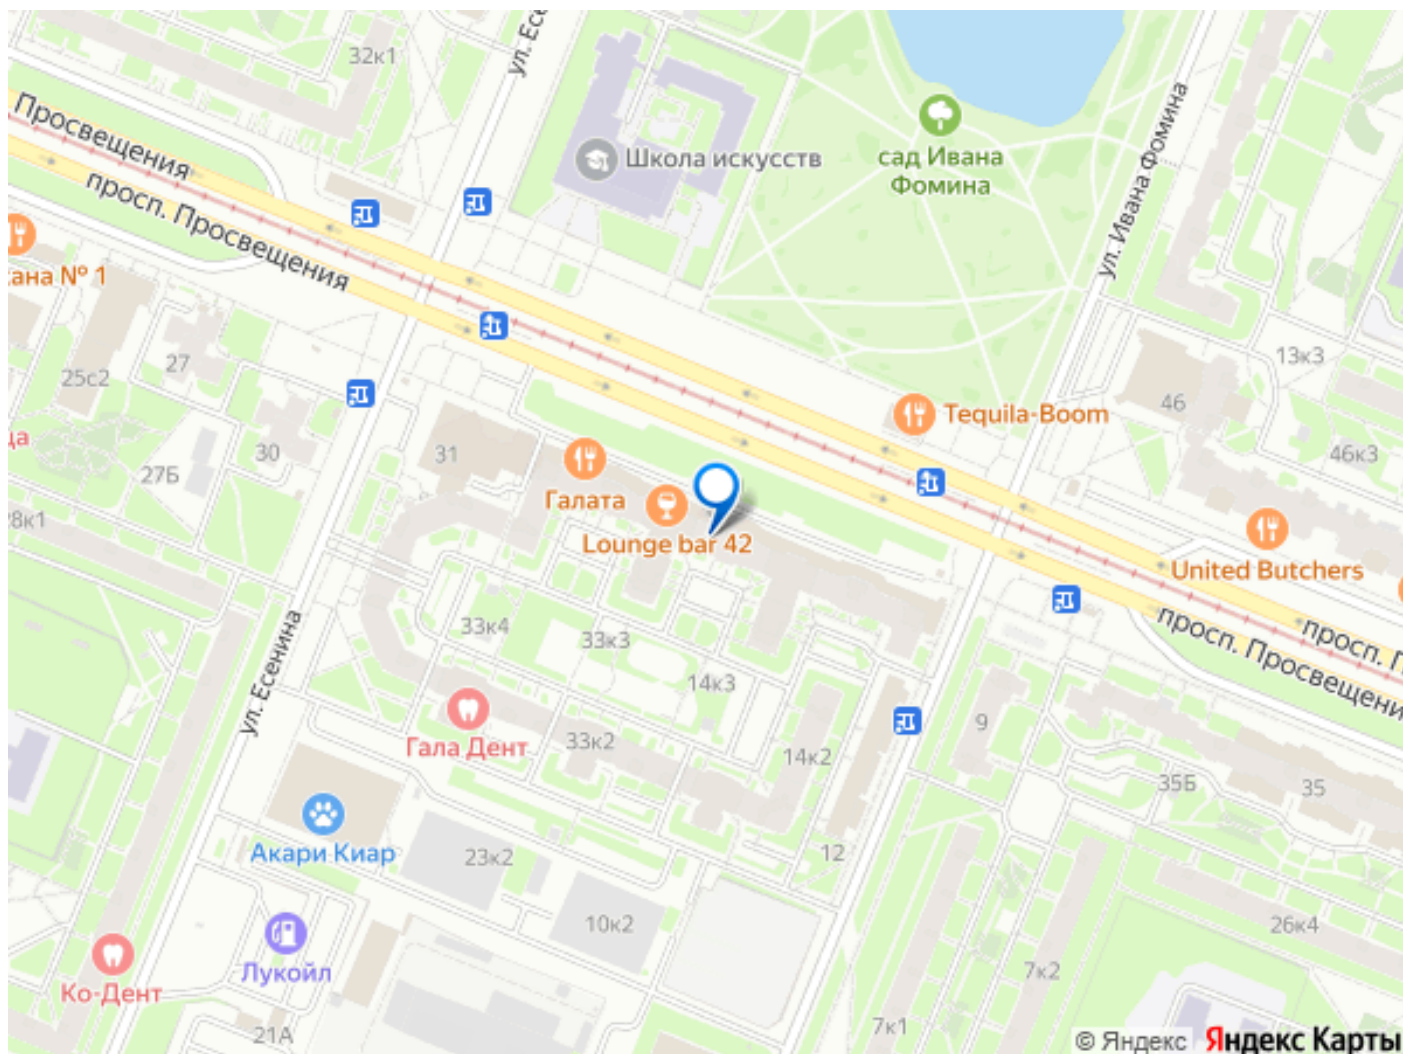 32к1
ул. Есе
Просвещения
просп. Просвещения
Школа искусств
сад Ивана
Фомина
ул. Ивана Фомина
кана № 1
25с2
27
30
27Б
28к1
31
Галата
Lounge bar 42
Tequila-Boom
46
13к3
46к3
United Butchers
просп. П
просп. Просвещени
ул. Есенина
33к4
33к3
14к3
Гала Дент
33к2
14к2
9
35Б
35
Акари Киар
23к2
12
10к2
26к4
7к2
7к1
Лукойл
Ко-Дент
21А
© Яндекс Яндекс Карты